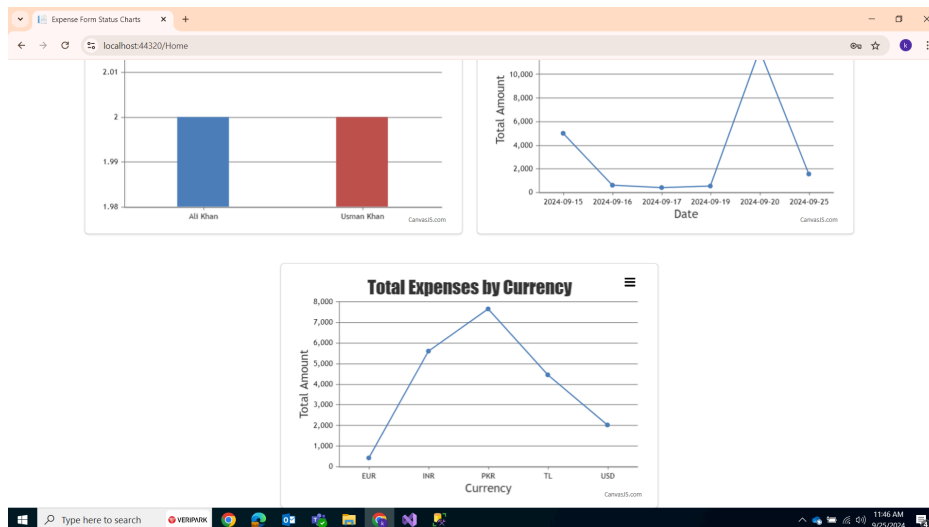 Expense Form Status Charts
localhost:44320/Home
k
2.01
2
1.99
1.98
Ali Khan
Usman Khan
CanvasJS.com
Total Amount
10,000
8,000
6,000
4,000
2,000
0
2024-09-15 2024-09-16 2024-09-17 2024-09-19 2024-09-20 2024-09-25
Date
CanvasJS.com
Total Expenses by Currency
Total Amount
8,000
7,000
6,000
5,000
4,000
3,000
2,000
1,000
0
EUR INR PKR TL USD
Currency
CanvasJS.com
Type here to search
VERIPARK
11:46 AM
9/25/2024